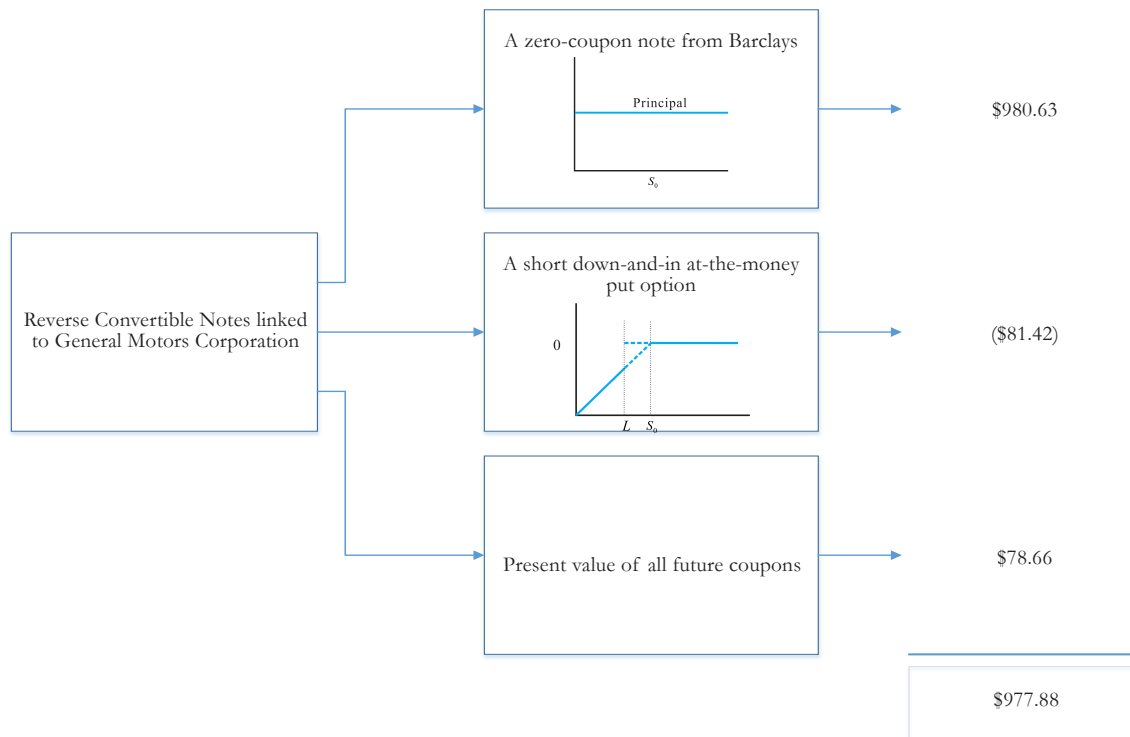 A zero-coupon note from Barclays
Principal
S₀
$980.63
Reverse Convertible Notes linked
to General Motors Corporation
A short down-and-in at-the-money
put option
0
L S₀
($81.42)
Present value of all future coupons
$78.66
$977.88